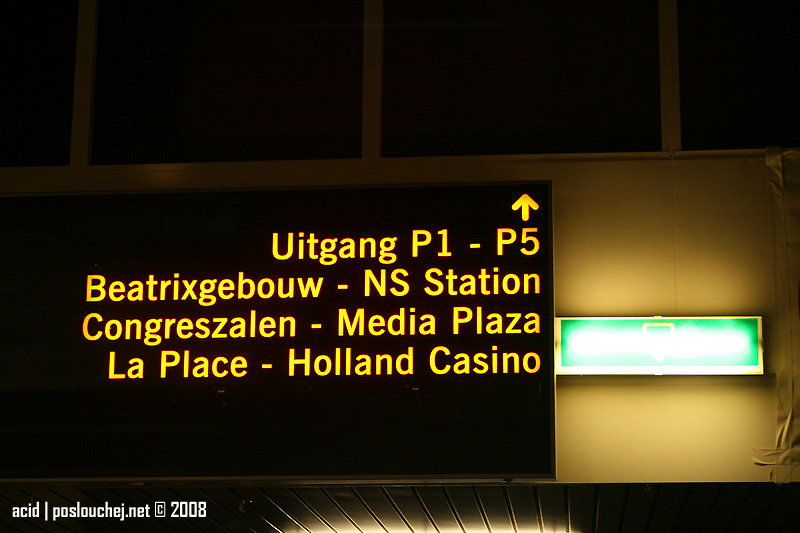 Uitgang P1 - P5
Beatrixgebouw - NS Station
Congreszalen - Media Plaza
La Place - Holland Casino
acid | poslouchej.net © 2008